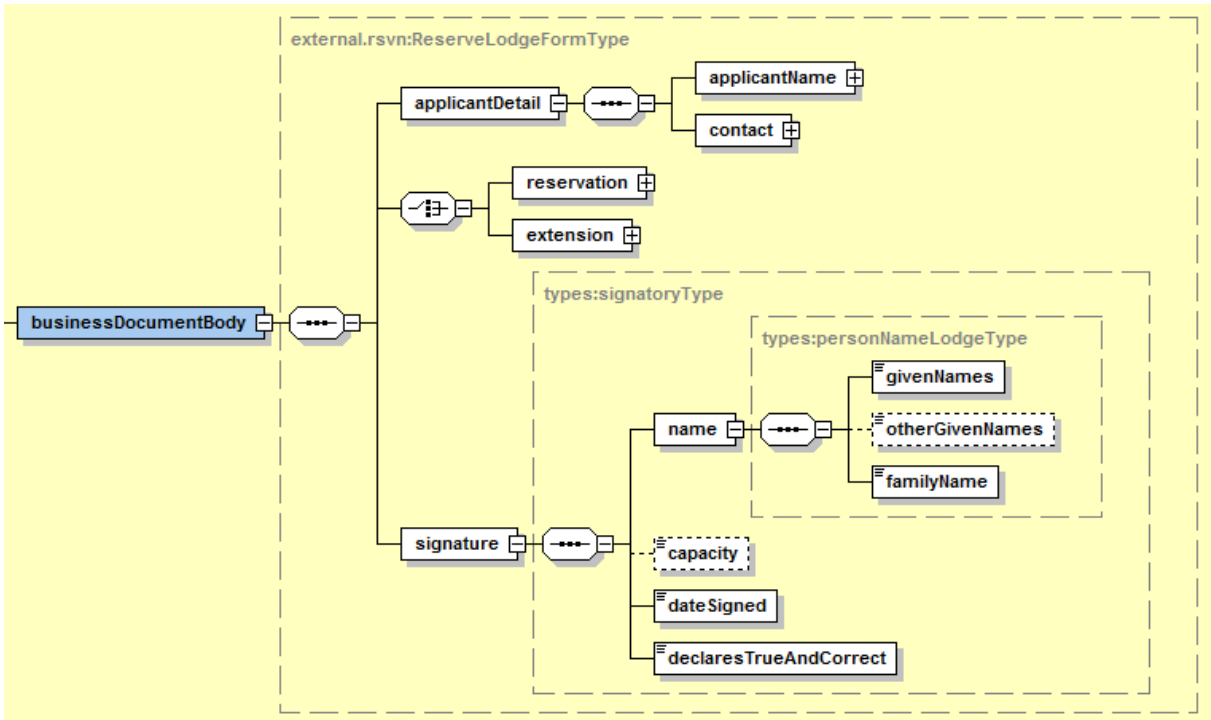 external.rsvn:ReserveLodgeFormType
applicantDetail
applicantName
contact
reservation
extension
businessDocumentBody
types:signatoryType
types:personNameLodgeType
givenNames
name
otherGivenNames
familyName
signature
capacity
dateSigned
declaresTrueAndCorrect